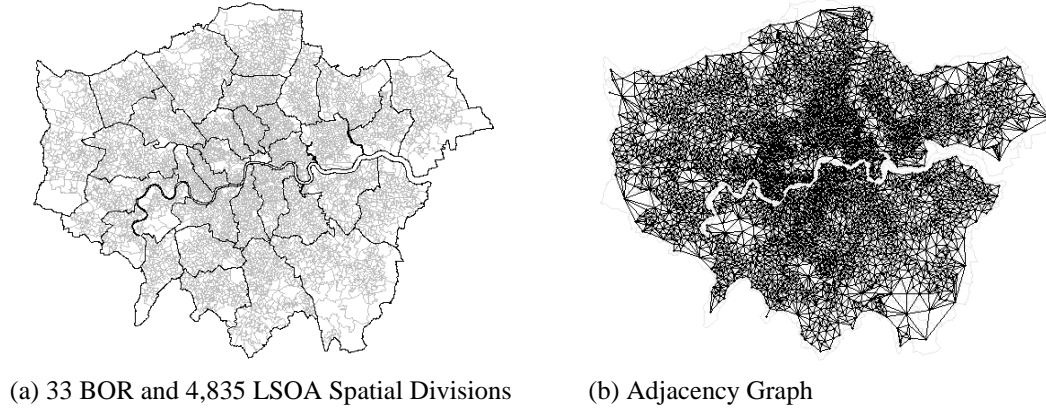 (a) 33 BOR and 4,835 LSOA Spatial Divisions
(b) Adjacency Graph